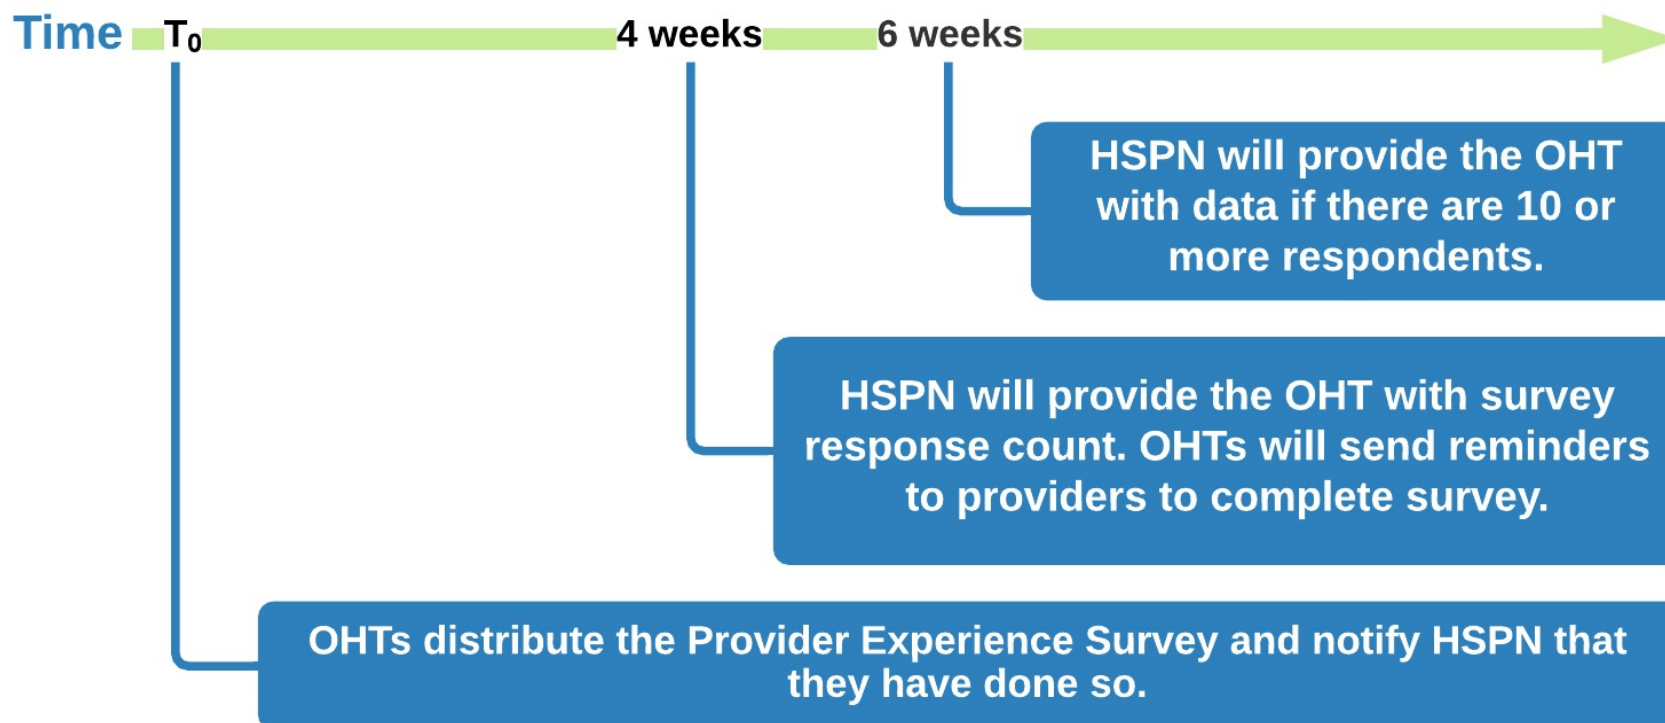 Time T₀ 4 weeks 6 weeks
HSPN will provide the OHT
with data if there are 10 or
more respondents.
HSPN will provide the OHT with survey
response count. OHTs will send reminders
to providers to complete survey.
OHTs distribute the Provider Experience Survey and notify HSPN that
they have done so.